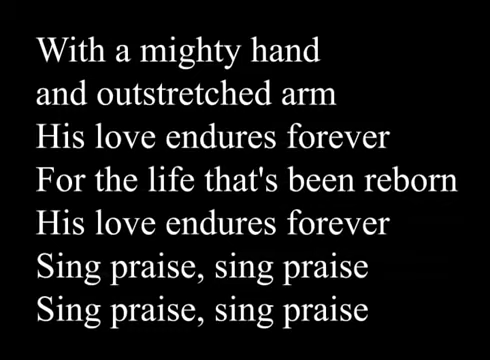 With a mighty hand
and outstretched arm
His love endures forever
For the life that's been reborn
His love endures forever
Sing praise, sing praise
Sing praise, sing praise